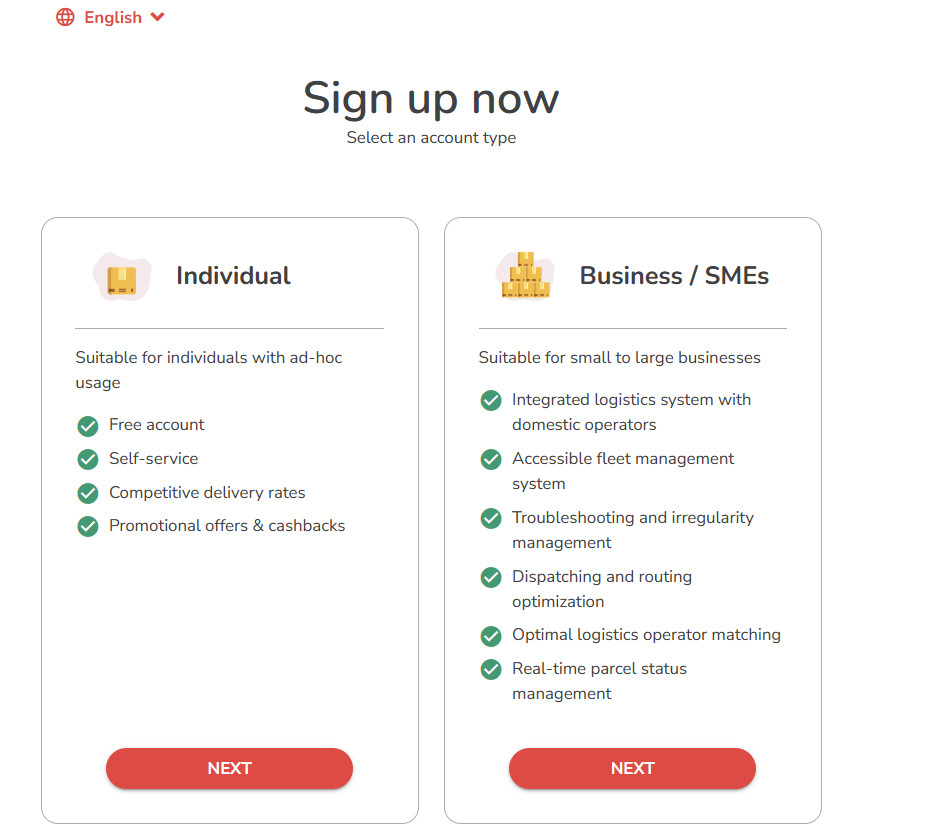 English
Sign up now
Select an account type
Individual
Suitable for individuals with ad-hoc
usage
Free account
Self-service
Competitive delivery rates
Promotional offers & cashbacks
NEXT
Business / SMEs
Suitable for small to large businesses
Integrated logistics system with
domestic operators
Accessible fleet management
system
Troubleshooting and irregularity
management
Dispatching and routing
optimization
Optimal logistics operator matching
Real-time parcel status
management
NEXT